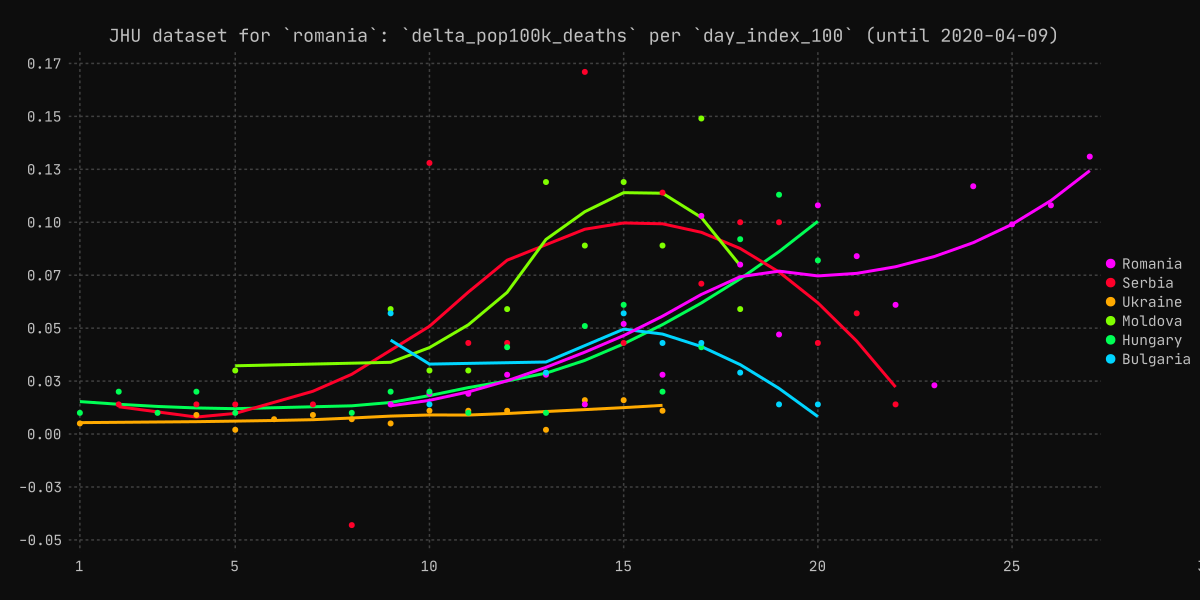 JHU dataset for `romania`: `delta_pop100k_deaths` per `day_index_100` (until 2020-04-09)
0.17
0.15
0.13
0.10
0.07
0.05
0.03
0.00
-0.03
-0.05
1 5 10 15 20 25
Romania
Serbia
Ukraine
Moldova
Hungary
Bulgaria